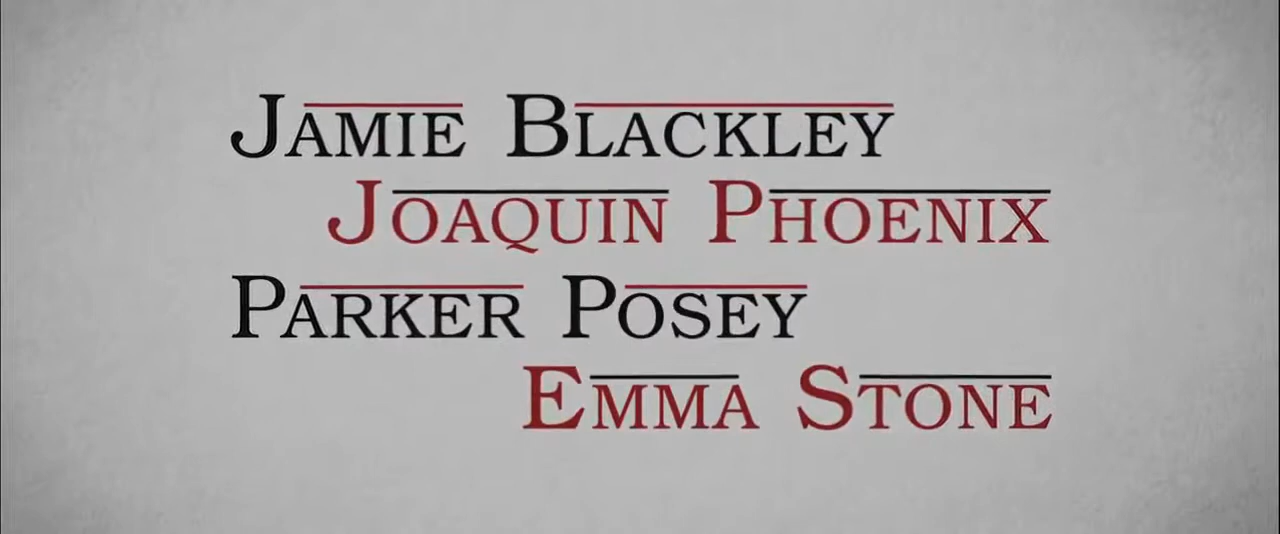 JAMIE BLACKLEY
JOAQUIN PHOENIX
PARKER POSEY
EMMA STONE